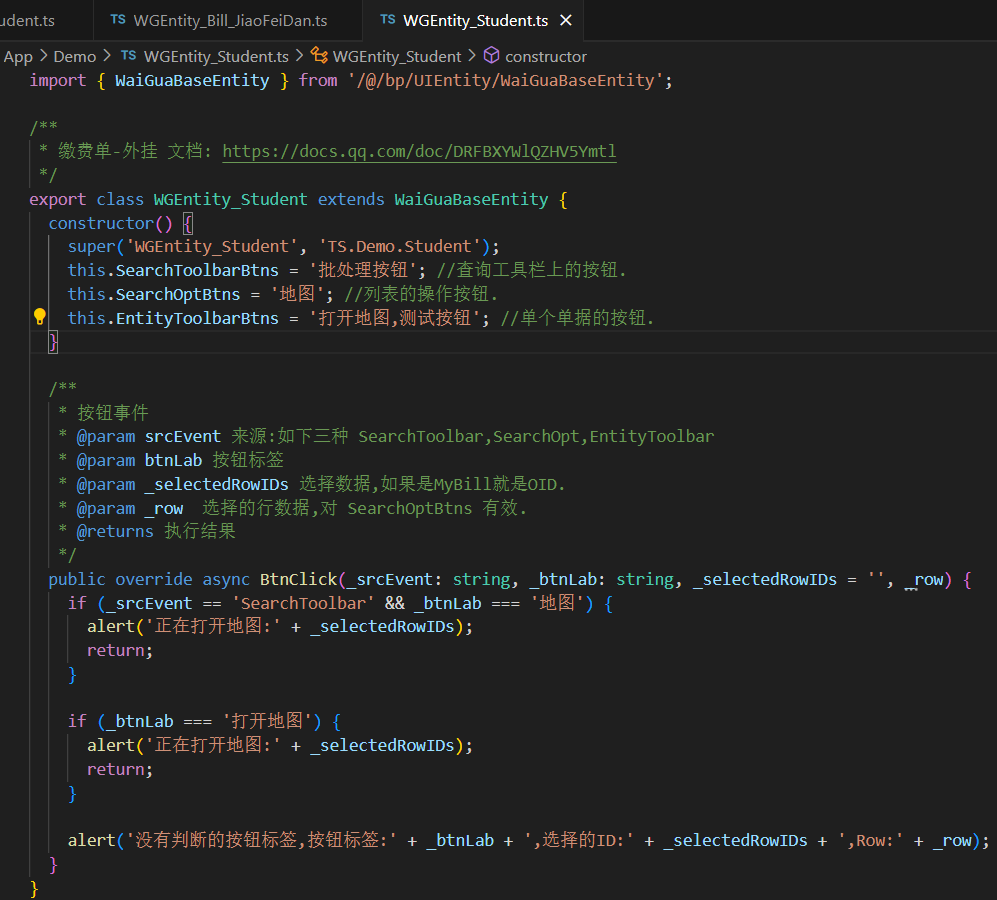 udent.ts TS WGEntity_Bill_JiaoFeiDan.ts TS WGEntity_Student.ts ×
App > Demo > TS WGEntity_Student.ts > WGEntity_Student > constructor
import { WaiGuaBaseEntity } from '/@/bp/UIEntity/WaiGuaBaseEntity';
/**
* 缴费单-外挂 文档: https://docs.qq.com/doc/DRFBXYWlQZHV5Ymtl
*/
export class WGEntity_Student extends WaiGuaBaseEntity {
constructor() {
super('WGEntity_Student', 'TS.Demo.Student');
this.SearchToolbarBtns = '批处理按钮'; //查询工具栏上的按钮.
this.SearchOptBtns = '地图'; //列表的操作按钮.
this.EntityToolbarBtns = '打开地图,测试按钮'; //单个单据的按钮.
}
/**
* 按钮事件
* @param srcEvent 来源:如下三种 SearchToolbar,SearchOpt,EntityToolbar
* @param btnLab 按钮标签
* @param _selectedRowIDs 选择数据,如果是MyBill就是OID.
* @param _row  选择的行数据,对 SearchOptBtns 有效.
* @returns 执行结果
*/
public override async BtnClick(_srcEvent: string, _btnLab: string, _selectedRowIDs = '', _row) {
if (_srcEvent == 'SearchToolbar' && _btnLab === '地图') {
alert('正在打开地图:' + _selectedRowIDs);
return;
}
if (_btnLab === '打开地图') {
alert('正在打开地图:' + _selectedRowIDs);
return;
}
alert('没有判断的按钮标签,按钮标签:' + _btnLab + ',选择的ID:' + _selectedRowIDs + ',Row:' + _row);
}
}